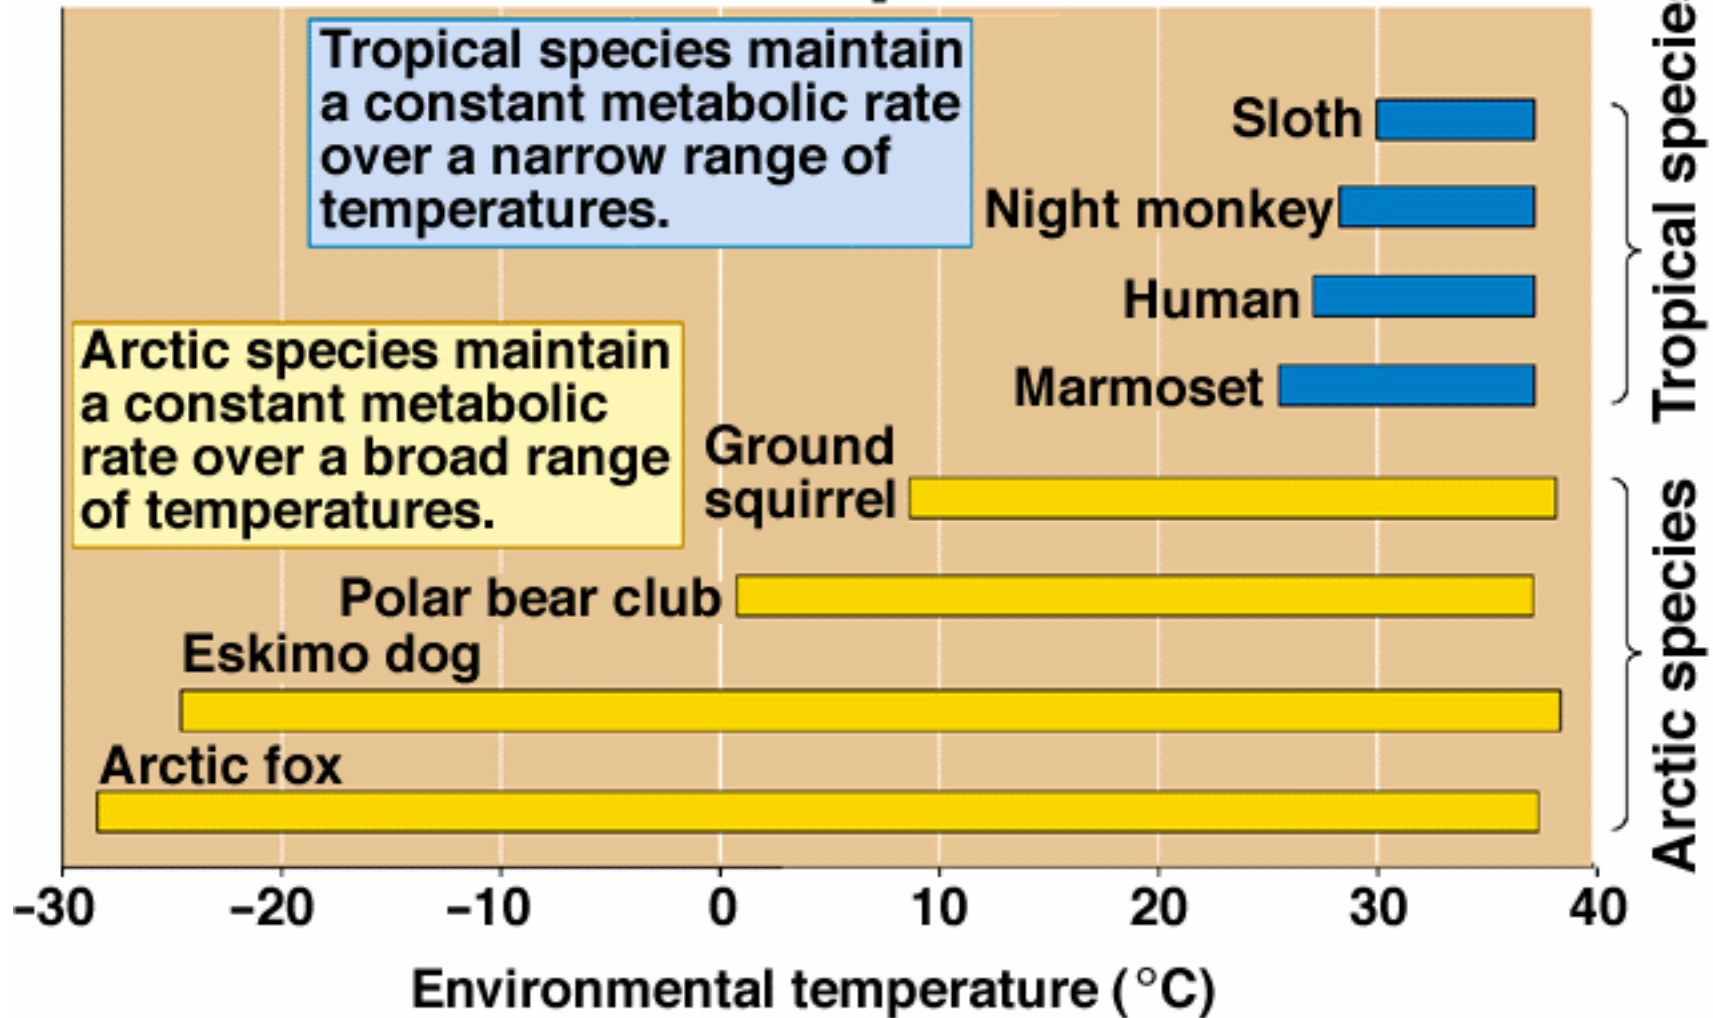 Tropical species maintain
a constant metabolic rate
over a narrow range of
temperatures.
Sloth
Night monkey
Human
Marmoset
Tropical species
Arctic species maintain
a constant metabolic
rate over a broad range
of temperatures.
Ground
squirrel
Polar bear club
Eskimo dog
Arctic fox
Arctic species
−30 −20 −10 0 10 20 30 40
Environmental temperature (°C)